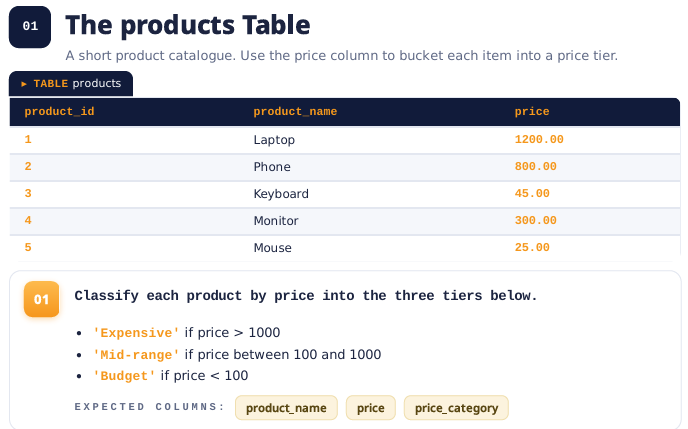 01
The products Table
A short product catalogue. Use the price column to bucket each item into a price tier.
▸ TABLE products
product_id product_name price
1 Laptop 1200.00
2 Phone 800.00
3 Keyboard 45.00
4 Monitor 300.00
5 Mouse 25.00
01
Classify each product by price into the three tiers below.
• 'Expensive' if price > 1000
• 'Mid-range' if price between 100 and 1000
• 'Budget' if price < 100
EXPECTED COLUMNS: product_name price price_category